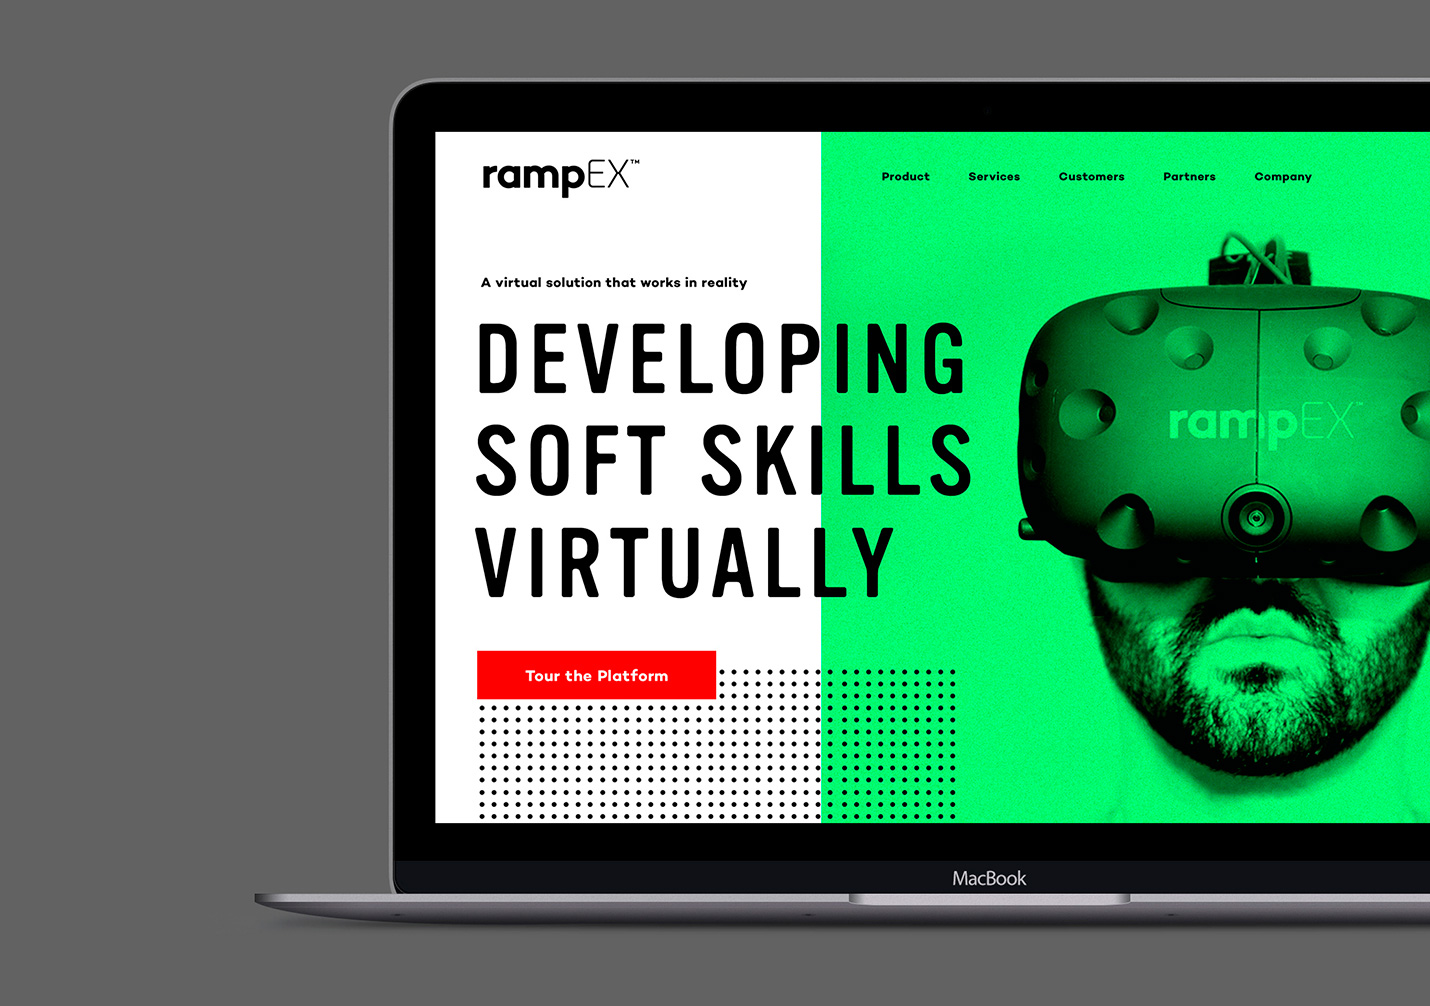 rampEX™
Product Services Customers Partners Company
A virtual solution that works in reality
DEVELOPING
SOFT SKILLS
VIRTUALLY
rampEX™
Tour the Platform
MacBook